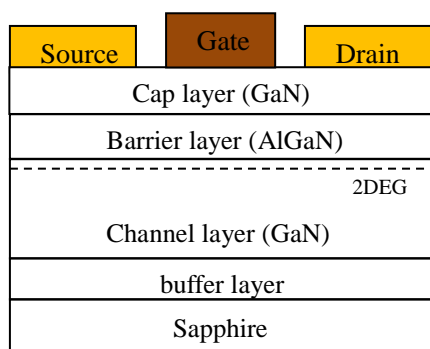 Source
Gate
Drain
Cap layer (GaN)
Barrier layer (AlGaN)
2DEG
Channel layer (GaN)
buffer layer
Sapphire